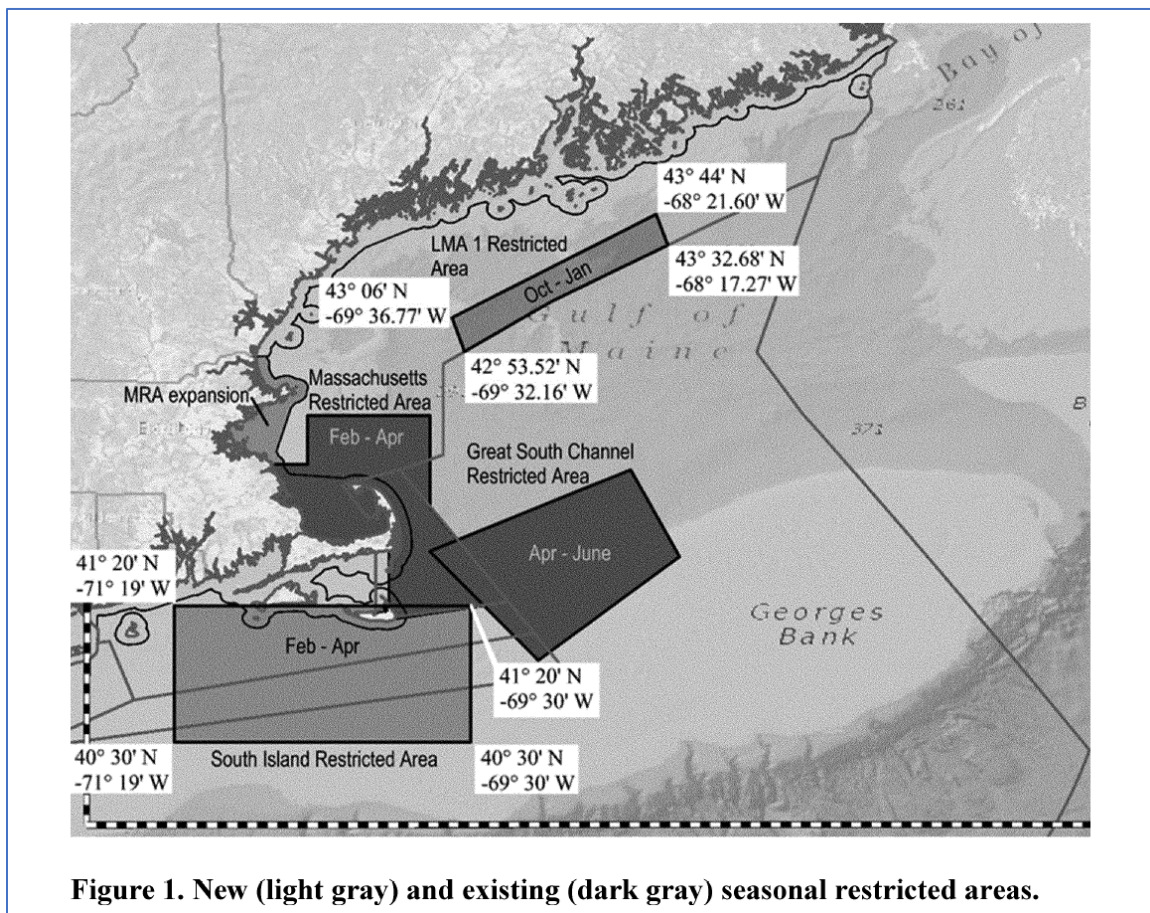 Bay of
261
43° 44' N
-68° 21.60' W
LMA 1 Restricted
Area
Oct - Jan
43° 32.68' N
-68° 17.27' W
43° 06' N
-69° 36.77' W
Gulf of
Maine
42° 53.52' N
-69° 32.16' W
MRA expansion
Massachusetts
Restricted Area
Feb - Apr
371
Great South Channel
Restricted Area
Apr - June
41° 20' N
-71° 19' W
Georges
Bank
Feb - Apr
41° 20' N
-69° 30' W
40° 30' N
-71° 19' W
South Island Restricted Area
40° 30' N
-69° 30' W
Figure 1. New (light gray) and existing (dark gray) seasonal restricted areas.